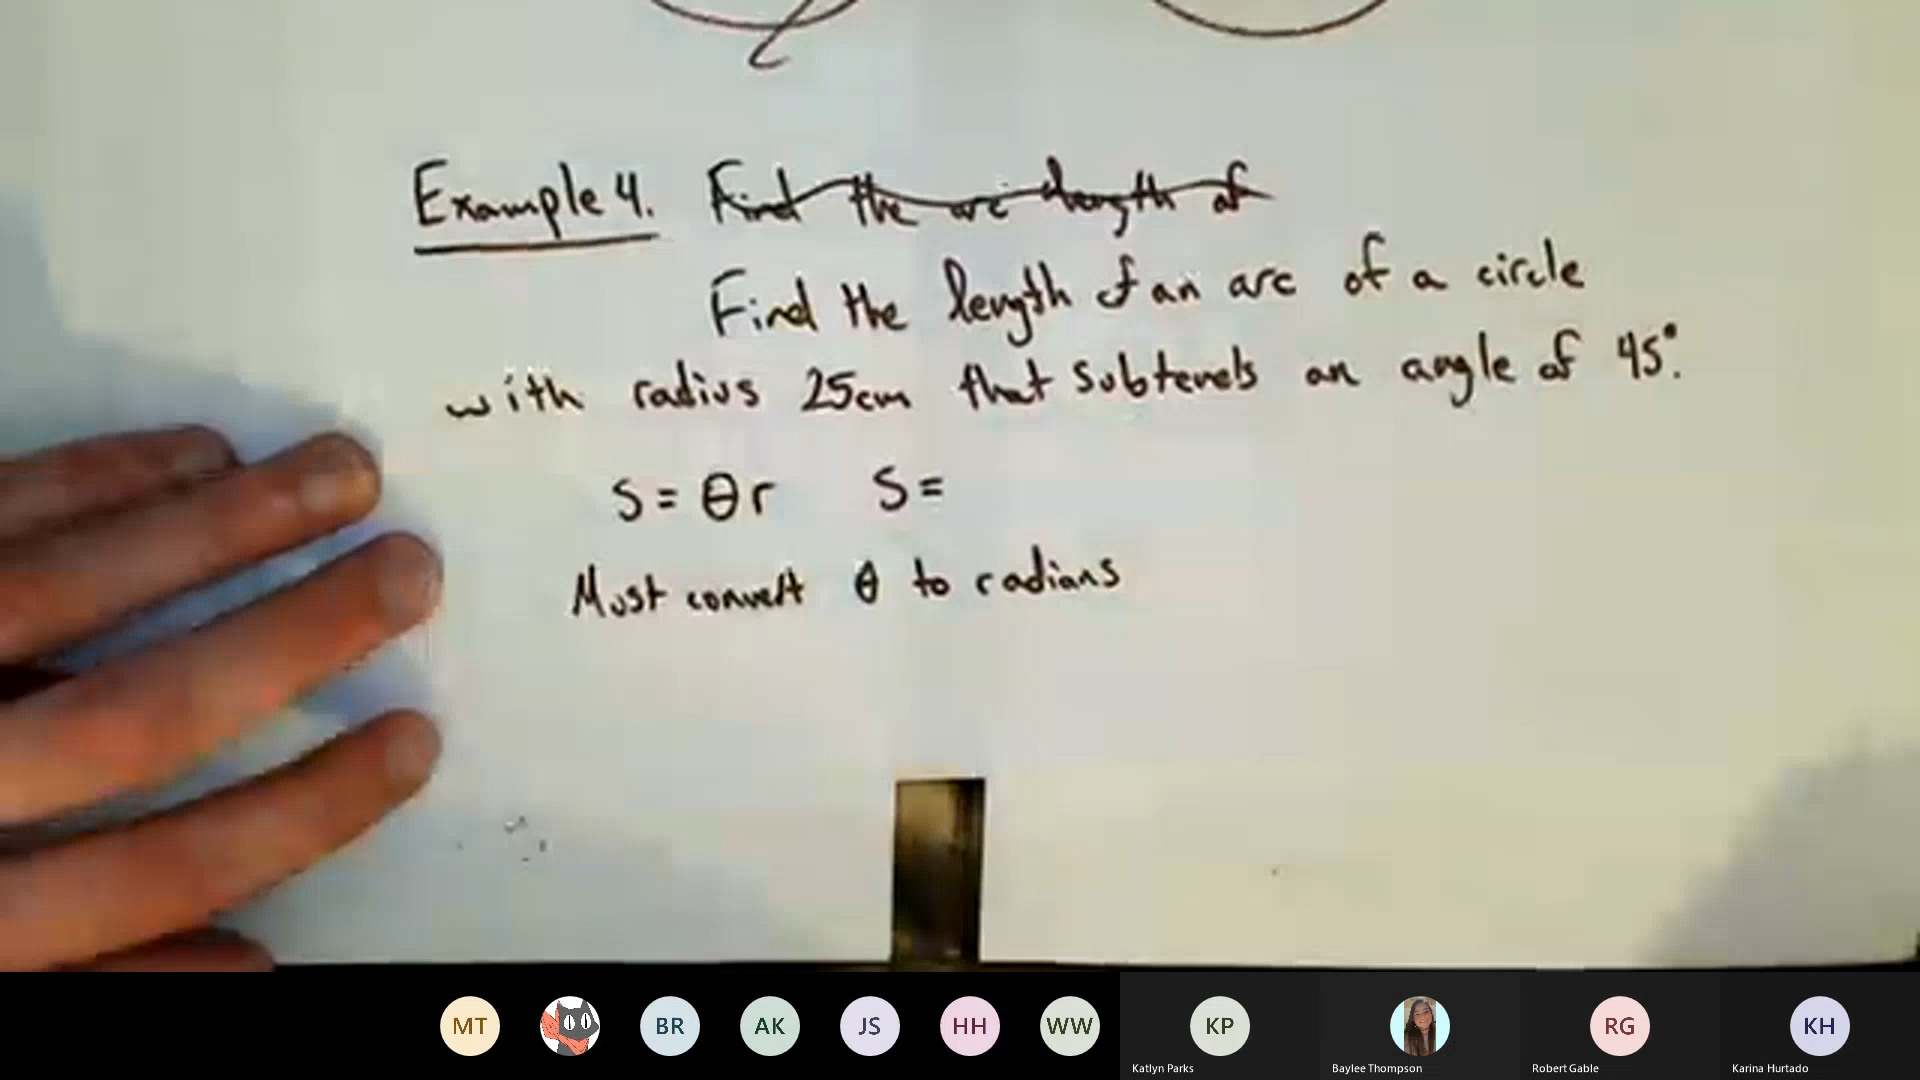 Example 4. Find the arc length of
Find the length of an arc of a circle
with radius 25cm that subtends an angle of 45°.
S = θr S =
Must convert θ to radians
MT BR AK JS HH WW KP RG KH
Katlyn Parks Baylee Thompson Robert Gable Karina Hurtado